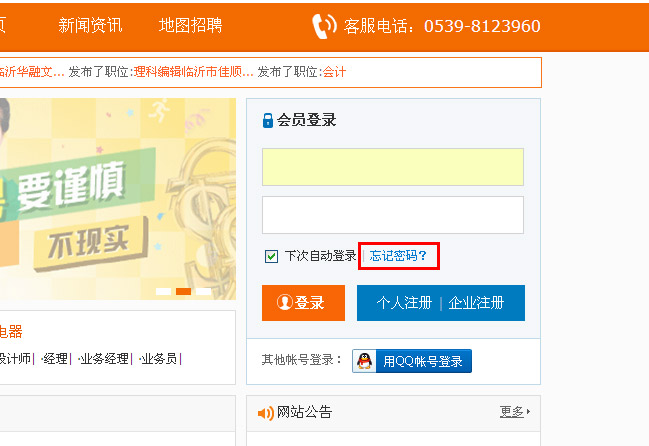 页 新闻资讯 地图招聘 客服电话：0539-8123960
临沂华融文... 发布了职位:理科编辑临沂市佳顺... 发布了职位:会计
会员登录
要谨慎
不现实
下次自动登录 | 忘记密码？
登录 个人注册 | 企业注册
电器
设计师| ·经理| ·业务经理| ·业务员|
其他帐号登录： 用QQ帐号登录
网站公告 更多